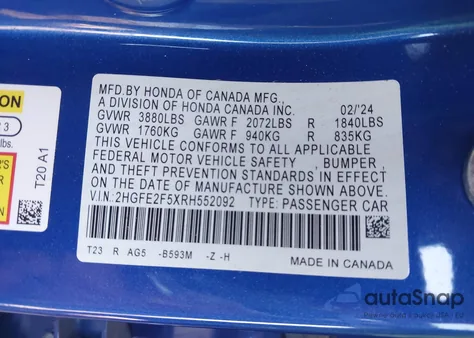 MFD.BY HONDA OF CANADA MFG.,
A DIVISION OF HONDA CANADA INC. 02/'24
GVWR 3880LBS GAWR F 2072LBS R 1840LBS
GVWR 1760KG GAWR F 940KG R 835KG
THIS VEHICLE CONFORMS TO ALL APPLICABLE
FEDERAL MOTOR VEHICLE SAFETY , BUMPER ,
THEFT PREVENTION STANDARDS IN EFFECT
ON THE DATE OF MANUFACTURE SHOWN ABOVE.
V.I.N.: 2HGFE2F5XRH552092 TYPE: PASSENGER CAR
T23 R AG5 -B593M -Z -H
MADE IN CANADA
ION
3
lbs.
T20 A1
autoSnap